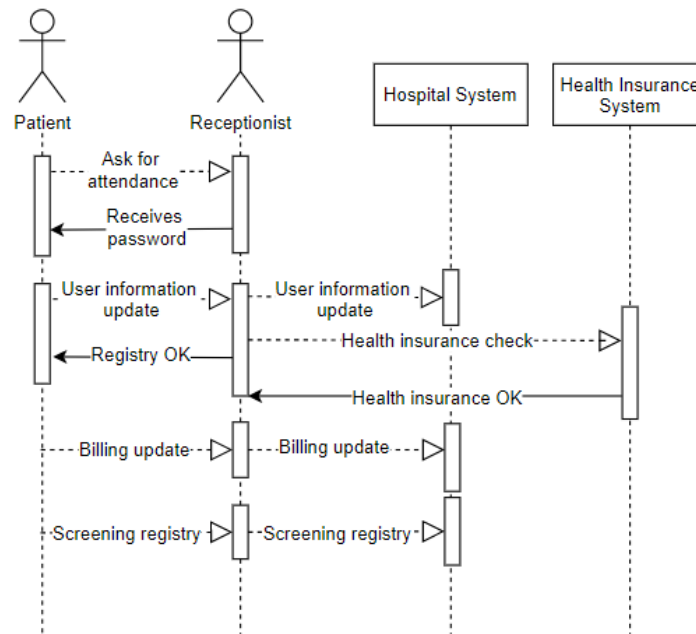 Patient
Receptionist
Hospital System
Health Insurance
System
Ask for
attendance
Receives
password
User information
update
User information
update
Health insurance check
Registry OK
Health insurance OK
Billing update
Billing update
Screening registry
Screening registry